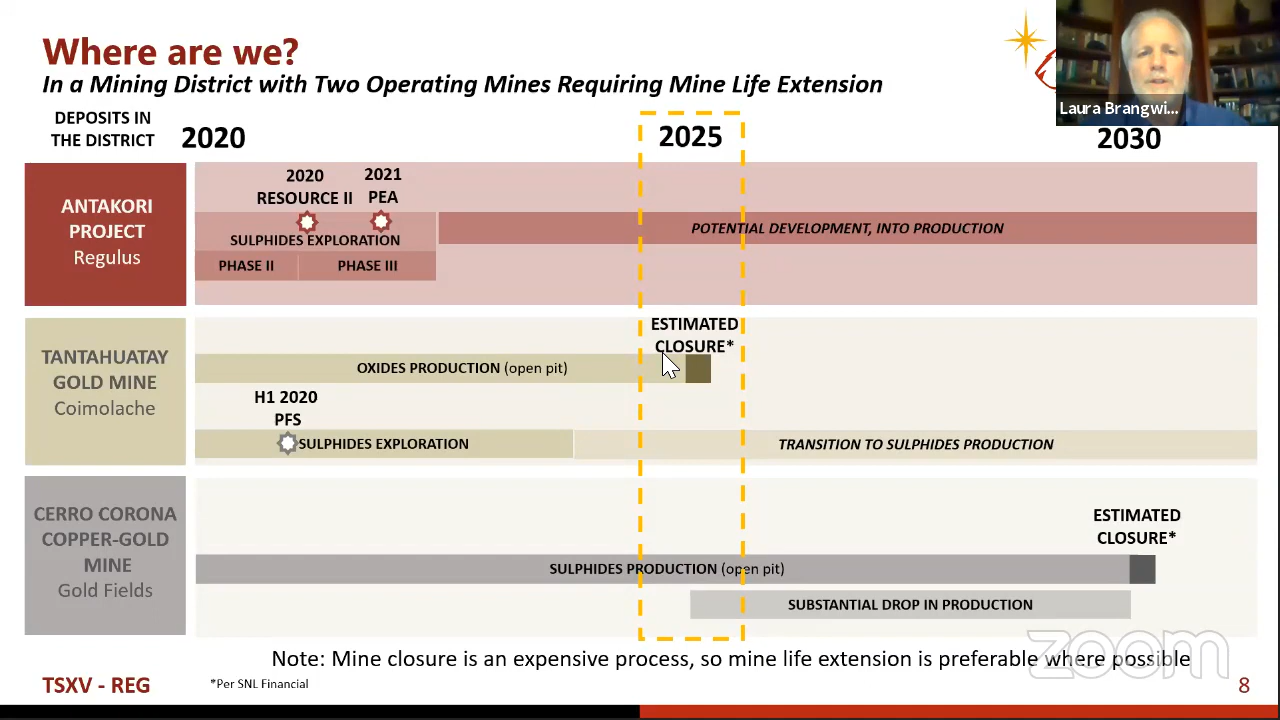 Where are we?
In a Mining District with Two Operating Mines Requiring Mine Life Extension
Laura Brangwi...
DEPOSITS IN
THE DISTRICT
2020
2025
2030
ANTAKORI
PROJECT
Regulus
2020
RESOURCE II
2021
PEA
SULPHIDES EXPLORATION
PHASE II
PHASE III
POTENTIAL DEVELOPMENT, INTO PRODUCTION
TANTAHUATAY
GOLD MINE
Coimolache
ESTIMATED
CLOSURE*
OXIDES PRODUCTION (open pit)
H1 2020
PFS
SULPHIDES EXPLORATION
TRANSITION TO SULPHIDES PRODUCTION
CERRO CORONA
COPPER-GOLD
MINE
Gold Fields
ESTIMATED
CLOSURE*
SULPHIDES PRODUCTION (open pit)
SUBSTANTIAL DROP IN PRODUCTION
Note: Mine closure is an expensive process, so mine life extension is preferable where possible
zoom
TSXV - REG
*Per SNL Financial
8